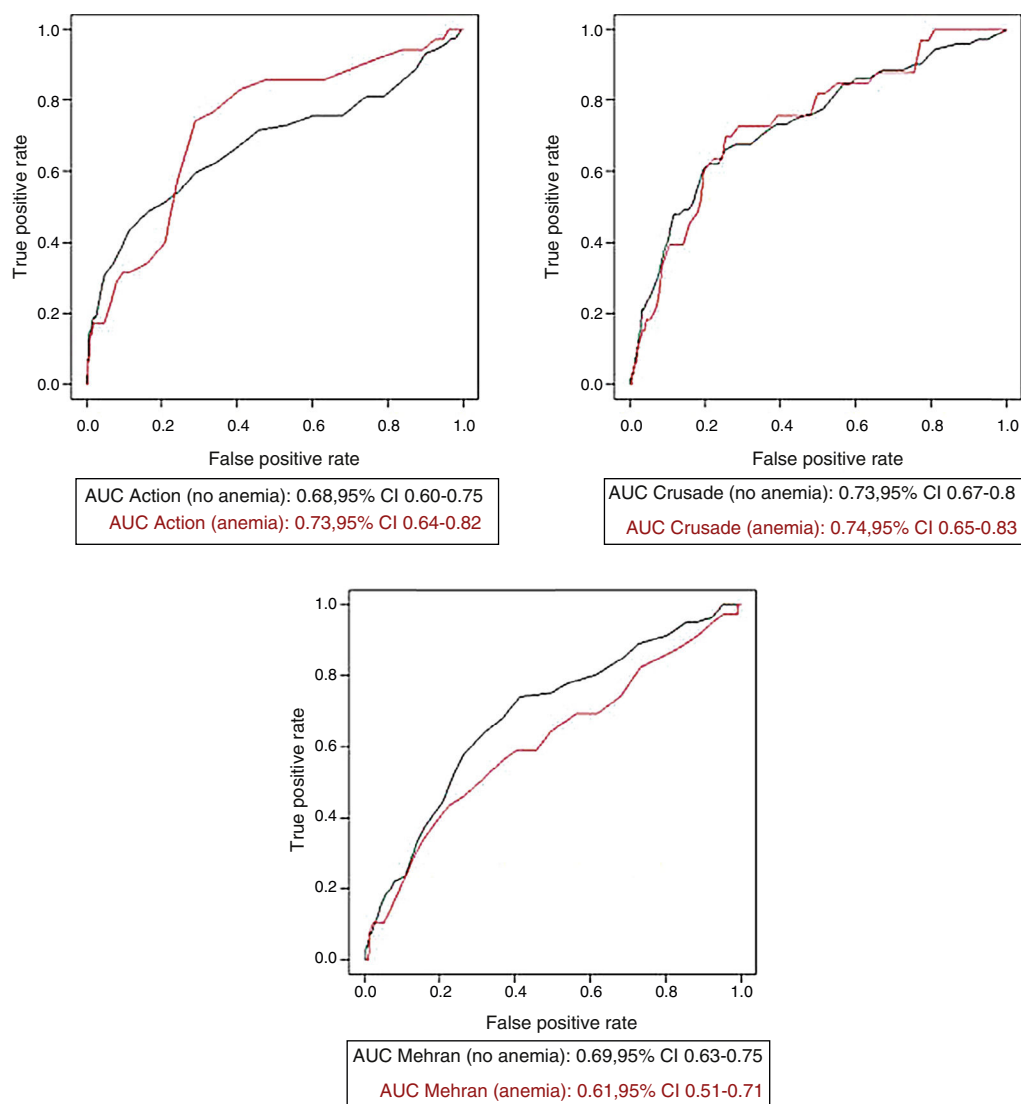 1.0
0.8
0.6
0.4
0.2
0.0
True positive rate
0.0 0.2 0.4 0.6 0.8 1.0
False positive rate
AUC Action (no anemia): 0.68,95% CI 0.60-0.75
AUC Action (anemia): 0.73,95% CI 0.64-0.82
1.0
0.8
0.6
0.4
0.2
0.0
True positive rate
0.0 0.2 0.4 0.6 0.8 1.0
False positive rate
AUC Crusade (no anemia): 0.73,95% CI 0.67-0.8
AUC Crusade (anemia): 0.74,95% CI 0.65-0.83
1.0
0.8
0.6
0.4
0.2
0.0
True positive rate
0.0 0.2 0.4 0.6 0.8 1.0
False positive rate
AUC Mehran (no anemia): 0.69,95% CI 0.63-0.75
AUC Mehran (anemia): 0.61,95% CI 0.51-0.71